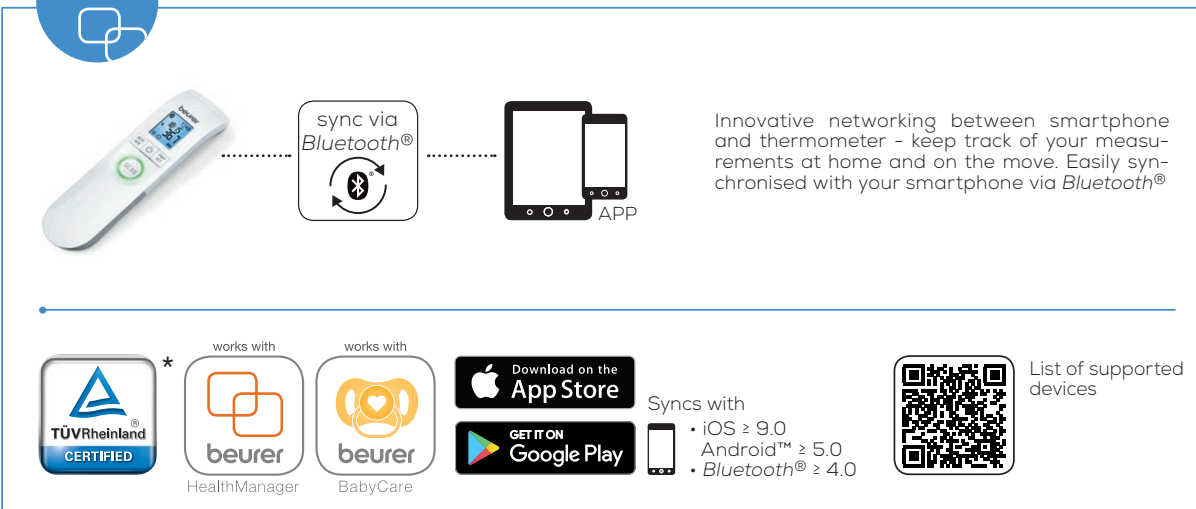 beurer
SCAN
sync via
Bluetooth®
APP
Innovative networking between smartphone
and thermometer - keep track of your measu-
rements at home and on the move. Easily syn-
chronised with your smartphone via Bluetooth®
TÜVRheinland®
CERTIFIED
*
works with
beurer
HealthManager
works with
beurer
BabyCare
Download on the
App Store
GET IT ON
Google Play
Syncs with
• iOS ≥ 9.0
Android™ ≥ 5.0
• Bluetooth® ≥ 4.0
List of supported
devices